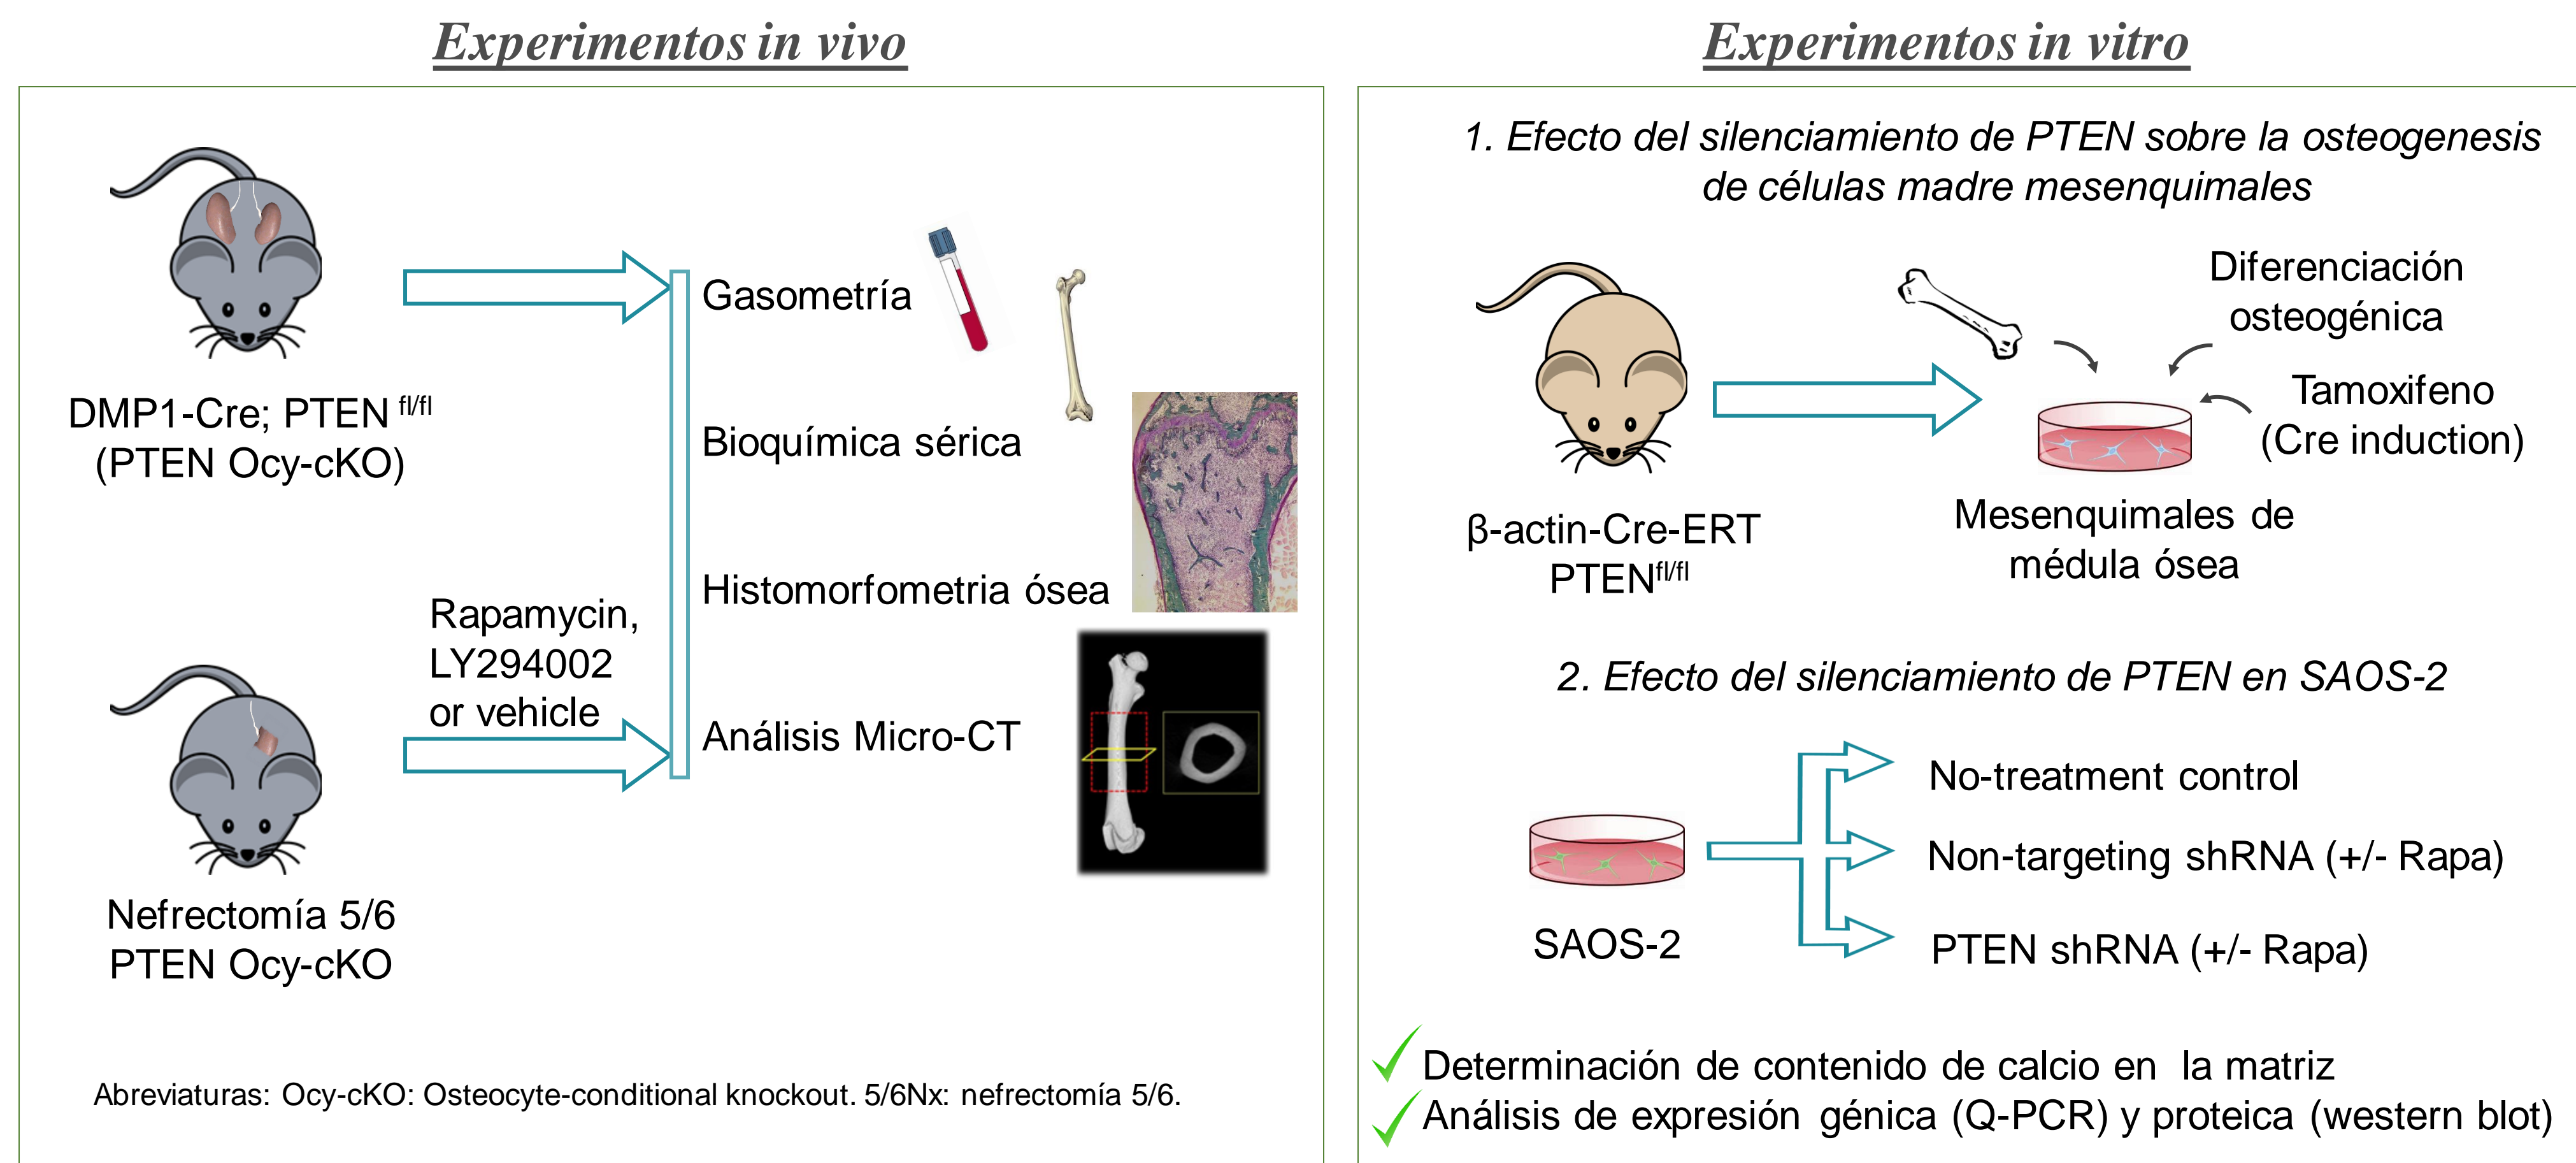 Experimentos in vivo
DMP1-Cre; PTEN fl/fl
(PTEN Ocy-cKO)
Nefrectomía 5/6
PTEN Ocy-cKO
Rapamycin,
LY294002
or vehicle
Gasometría
Bioquímica sérica
Histomorfometria ósea
Análisis Micro-CT
Abreviaturas: Ocy-cKO: Osteocyte-conditional knockout. 5/6Nx: nefrectomía 5/6.
Experimentos in vitro
1. Efecto del silenciamiento de PTEN sobre la osteogenesis
de células madre mesenquimales
β-actin-Cre-ERT
PTENfl/fl
Diferenciación
osteogénica
Tamoxifeno
(Cre induction)
Mesenquimales de
médula ósea
2. Efecto del silenciamiento de PTEN en SAOS-2
SAOS-2
No-treatment control
Non-targeting shRNA (+/- Rapa)
PTEN shRNA (+/- Rapa)
Determinación de contenido de calcio en la matriz
Análisis de expresión génica (Q-PCR) y proteica (western blot)